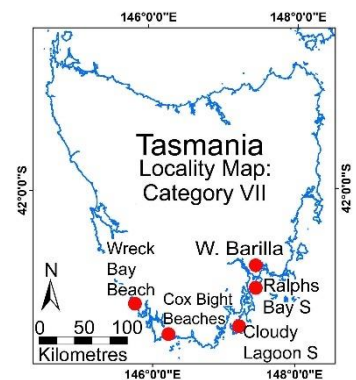 146°0'0"E 148°0'0"E
Tasmania
Locality Map:
Category VII
42°0'0"S 42°0'0"S
Wreck
Bay
Beach
W. Barilla
Cox Bight
Beaches
Ralphs
Bay S
Cloudy
Lagoon S
N
0 50 100
Kilometres
146°0'0"E 148°0'0"E